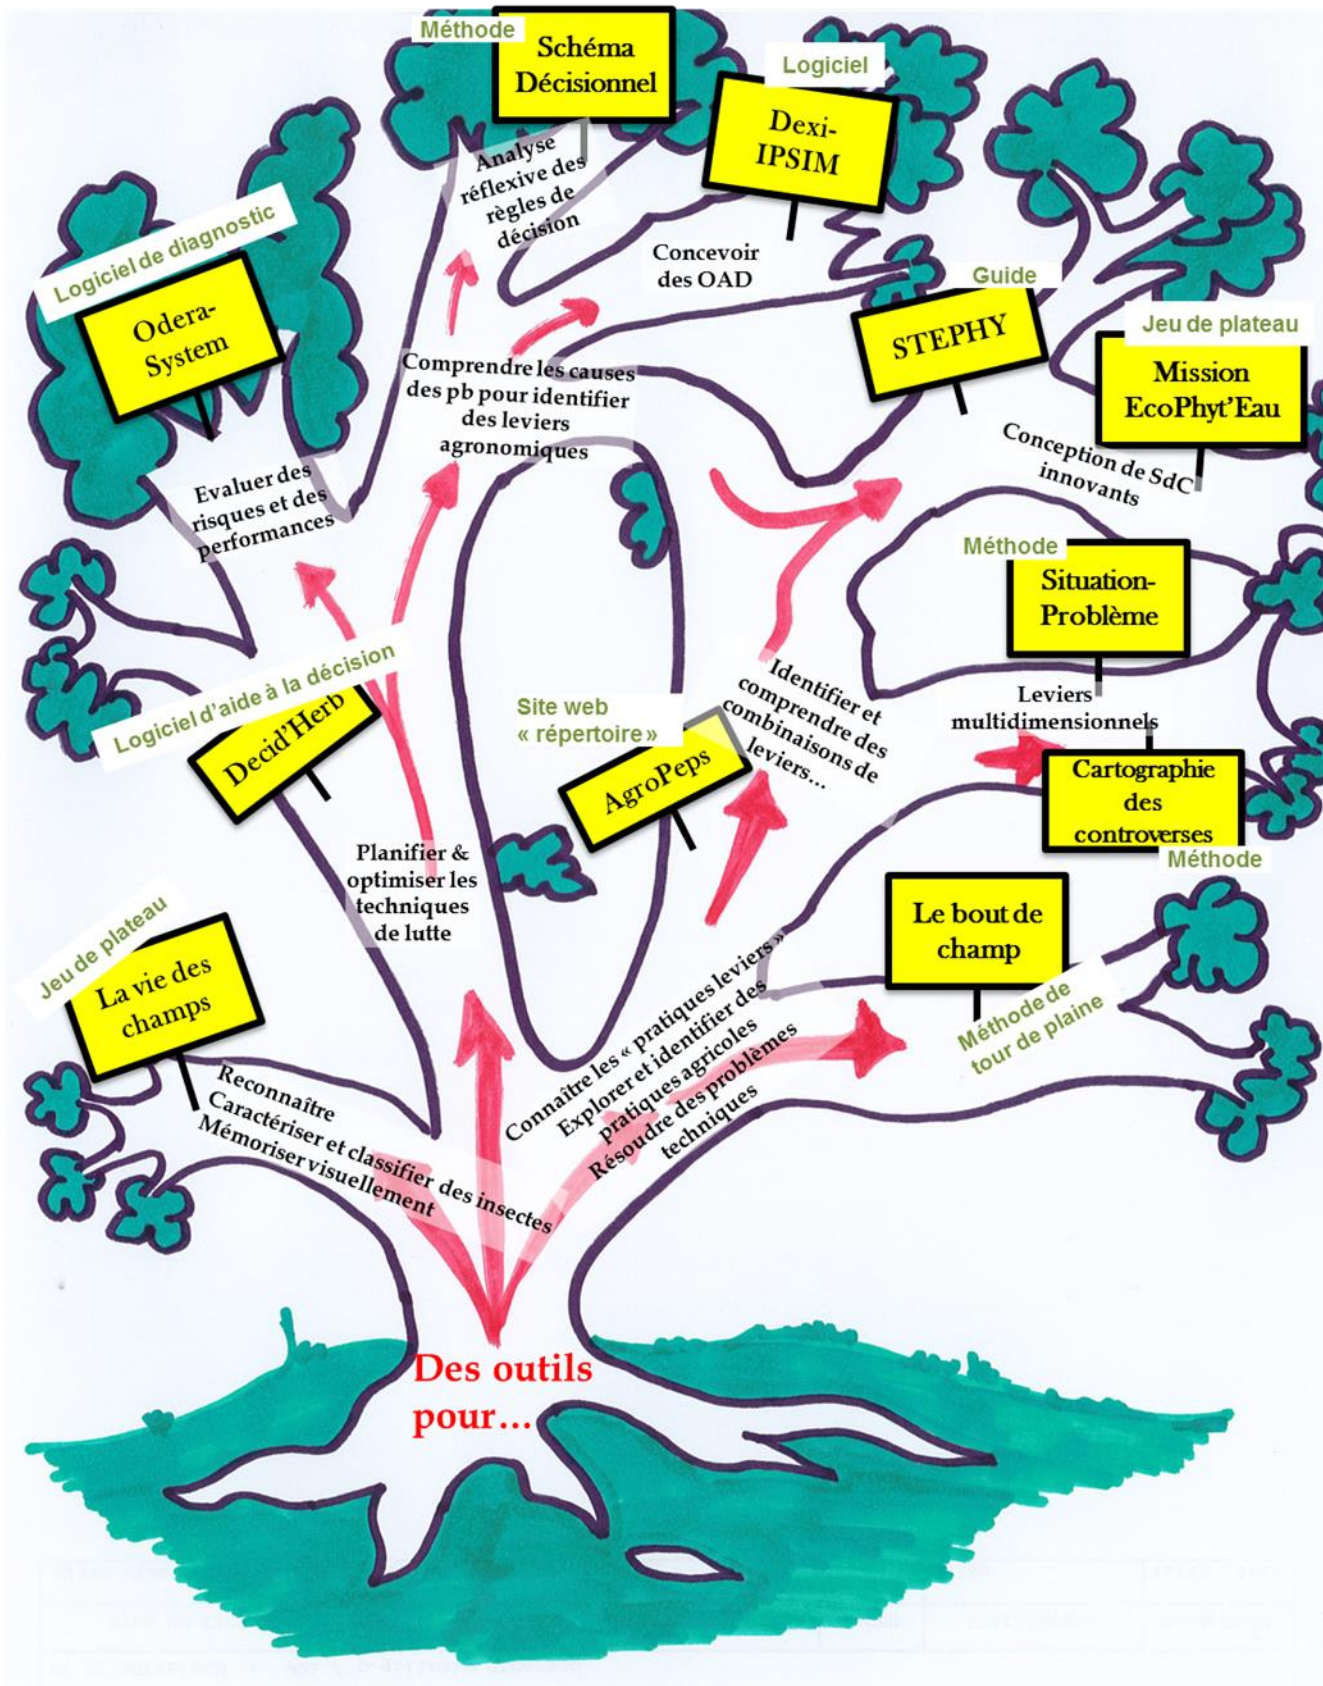 Méthode
Schéma
Décisionnel
Logiciel
Dexi-
IPSIM
Analyse
réflexive des
règles de
décision
Concevoir
des OAD
Logiciel de diagnostic
Odera-
System
Guide
STEPHY
Jeu de plateau
Mission
EcoPhyt'Eau
Comprendre les causes
des pb pour identifier
des leviers
agronomiques
Conception de SdC
innovants
Evaluer des
risques et des
performances
Méthode
Situation-
Problème
Logiciel d'aide à la décision
Decid'Herb
Site web
« répertoire »
AgroPeps
Identifier et
comprendre des
combinaisons de
leviers...
Leviers
multidimensionnels
Cartographie
des
controverses
Méthode
Planifier &
optimiser les
techniques
de lutte
Le bout de
champ
Méthode de
tour de plaine
Jeu de plateau
La vie des
champs
Reconnaître
Caractériser et classifier des insectes
Mémoriser visuellement
Connaître les « pratiques leviers »
Explorer et identifier des
pratiques agricoles
Résoudre des problèmes
techniques
Des outils
pour...